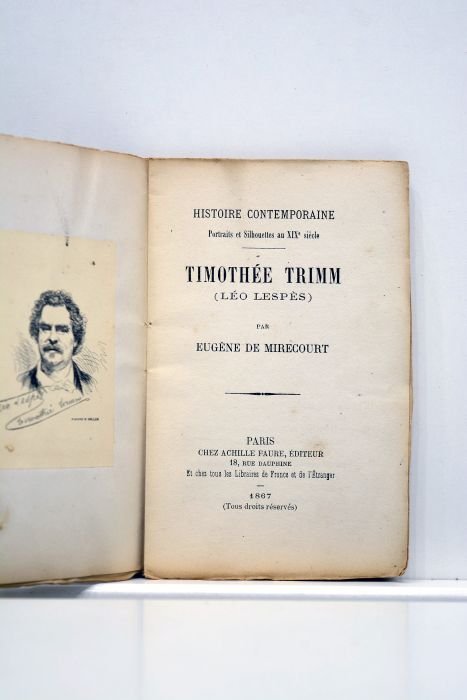 Timothée Trimm
HISTOIRE CONTEMPORAINE
Portraits et Silhouettes au XIXe siècle
TIMOTHÉE TRIMM
(LÉO LESPÈS)
PAR
EUGÈNE DE MIRECOURT
PARIS
CHEZ ACHILLE FAURE, ÉDITEUR
18, RUE DAUPHINE
Et chez tous les Libraires de France et de l'Étranger
1867
(Tous droits réservés)